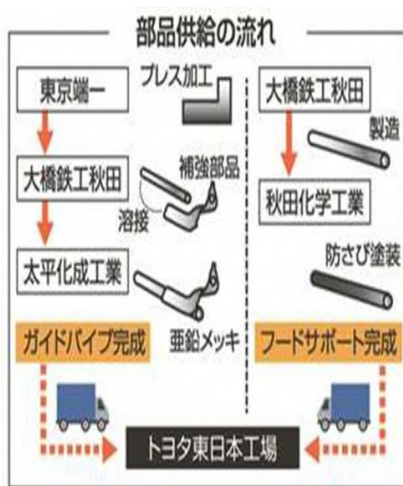 部品供給の流れ
東京端一
プレス加工
大橋鉄工秋田
補強部品
溶接
太平化成工業
亜鉛メッキ
ガイドパイプ完成
大橋鉄工秋田
製造
秋田化学工業
防さび塗装
フードサポート完成
トヨタ東日本工場